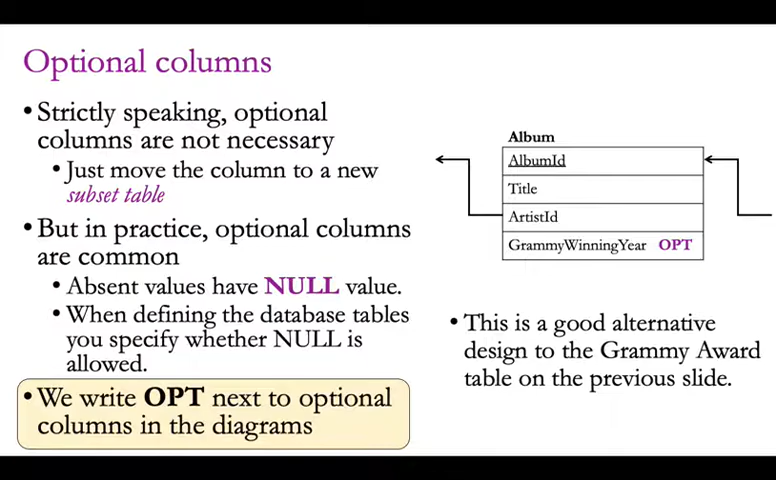 Optional columns
• Strictly speaking, optional
columns are not necessary
• Just move the column to a new
subset table
• But in practice, optional columns
are common
• Absent values have NULL value.
• When defining the database tables
you specify whether NULL is
allowed.
• We write OPT next to optional
columns in the diagrams
Album
AlbumId
Title
ArtistId
GrammyWinningYear OPT
• This is a good alternative
design to the Grammy Award
table on the previous slide.